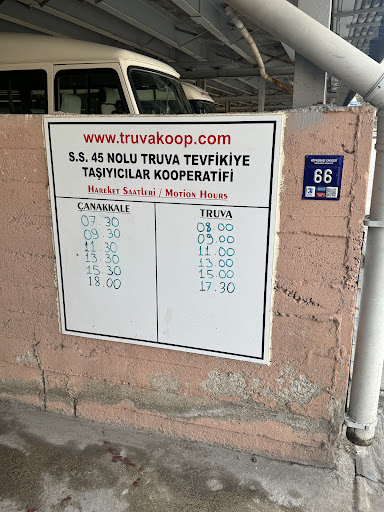 www.truvakoop.com
S.S. 45 NOLU TRUVA TEVFİKİYE
TAŞIYICILAR KOOPERATİFİ
HAREKET SAATLERİ / MOTION HOURS
ÇANAKKALE
07.30
09.30
11.30
13.30
15.30
18.00
TRUVA
08.00
09.00
11.00
13.00
15.00
17.30
66